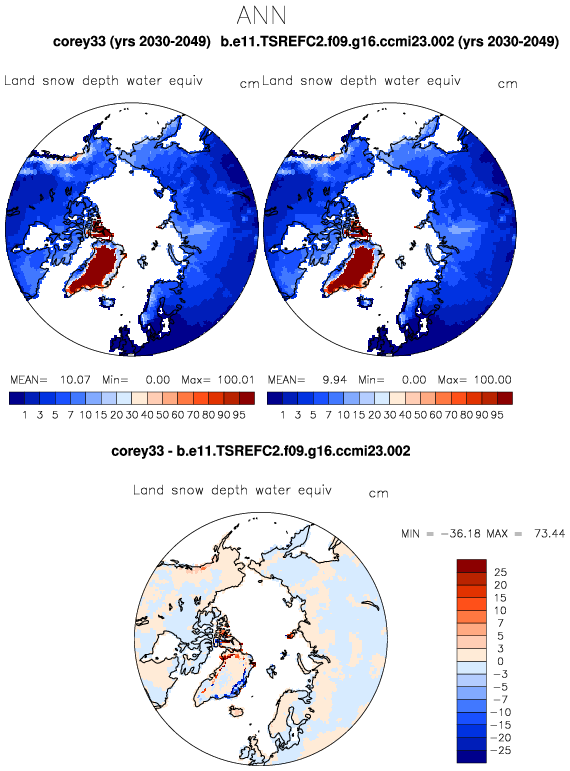 ANN
corey33 (yrs 2030-2049) b.e11.TSREFC2.f09.g16.ccmi23.002 (yrs 2030-2049)
Land snow depth water equiv cm Land snow depth water equiv cm
MEAN= 10.07 Min= 0.00 Max= 100.01 MEAN= 9.94 Min= 0.00 Max= 100.00
1 3 5 7 10 15 20 30 40 50 60 70 80 90 95 1 3 5 7 10 15 20 30 40 50 60 70 80 90 95
corey33 - b.e11.TSREFC2.f09.g16.ccmi23.002
Land snow depth water equiv cm
MIN = -36.18 MAX = 73.44
25
20
15
10
7
5
3
0
-3
-5
-7
-10
-15
-20
-25